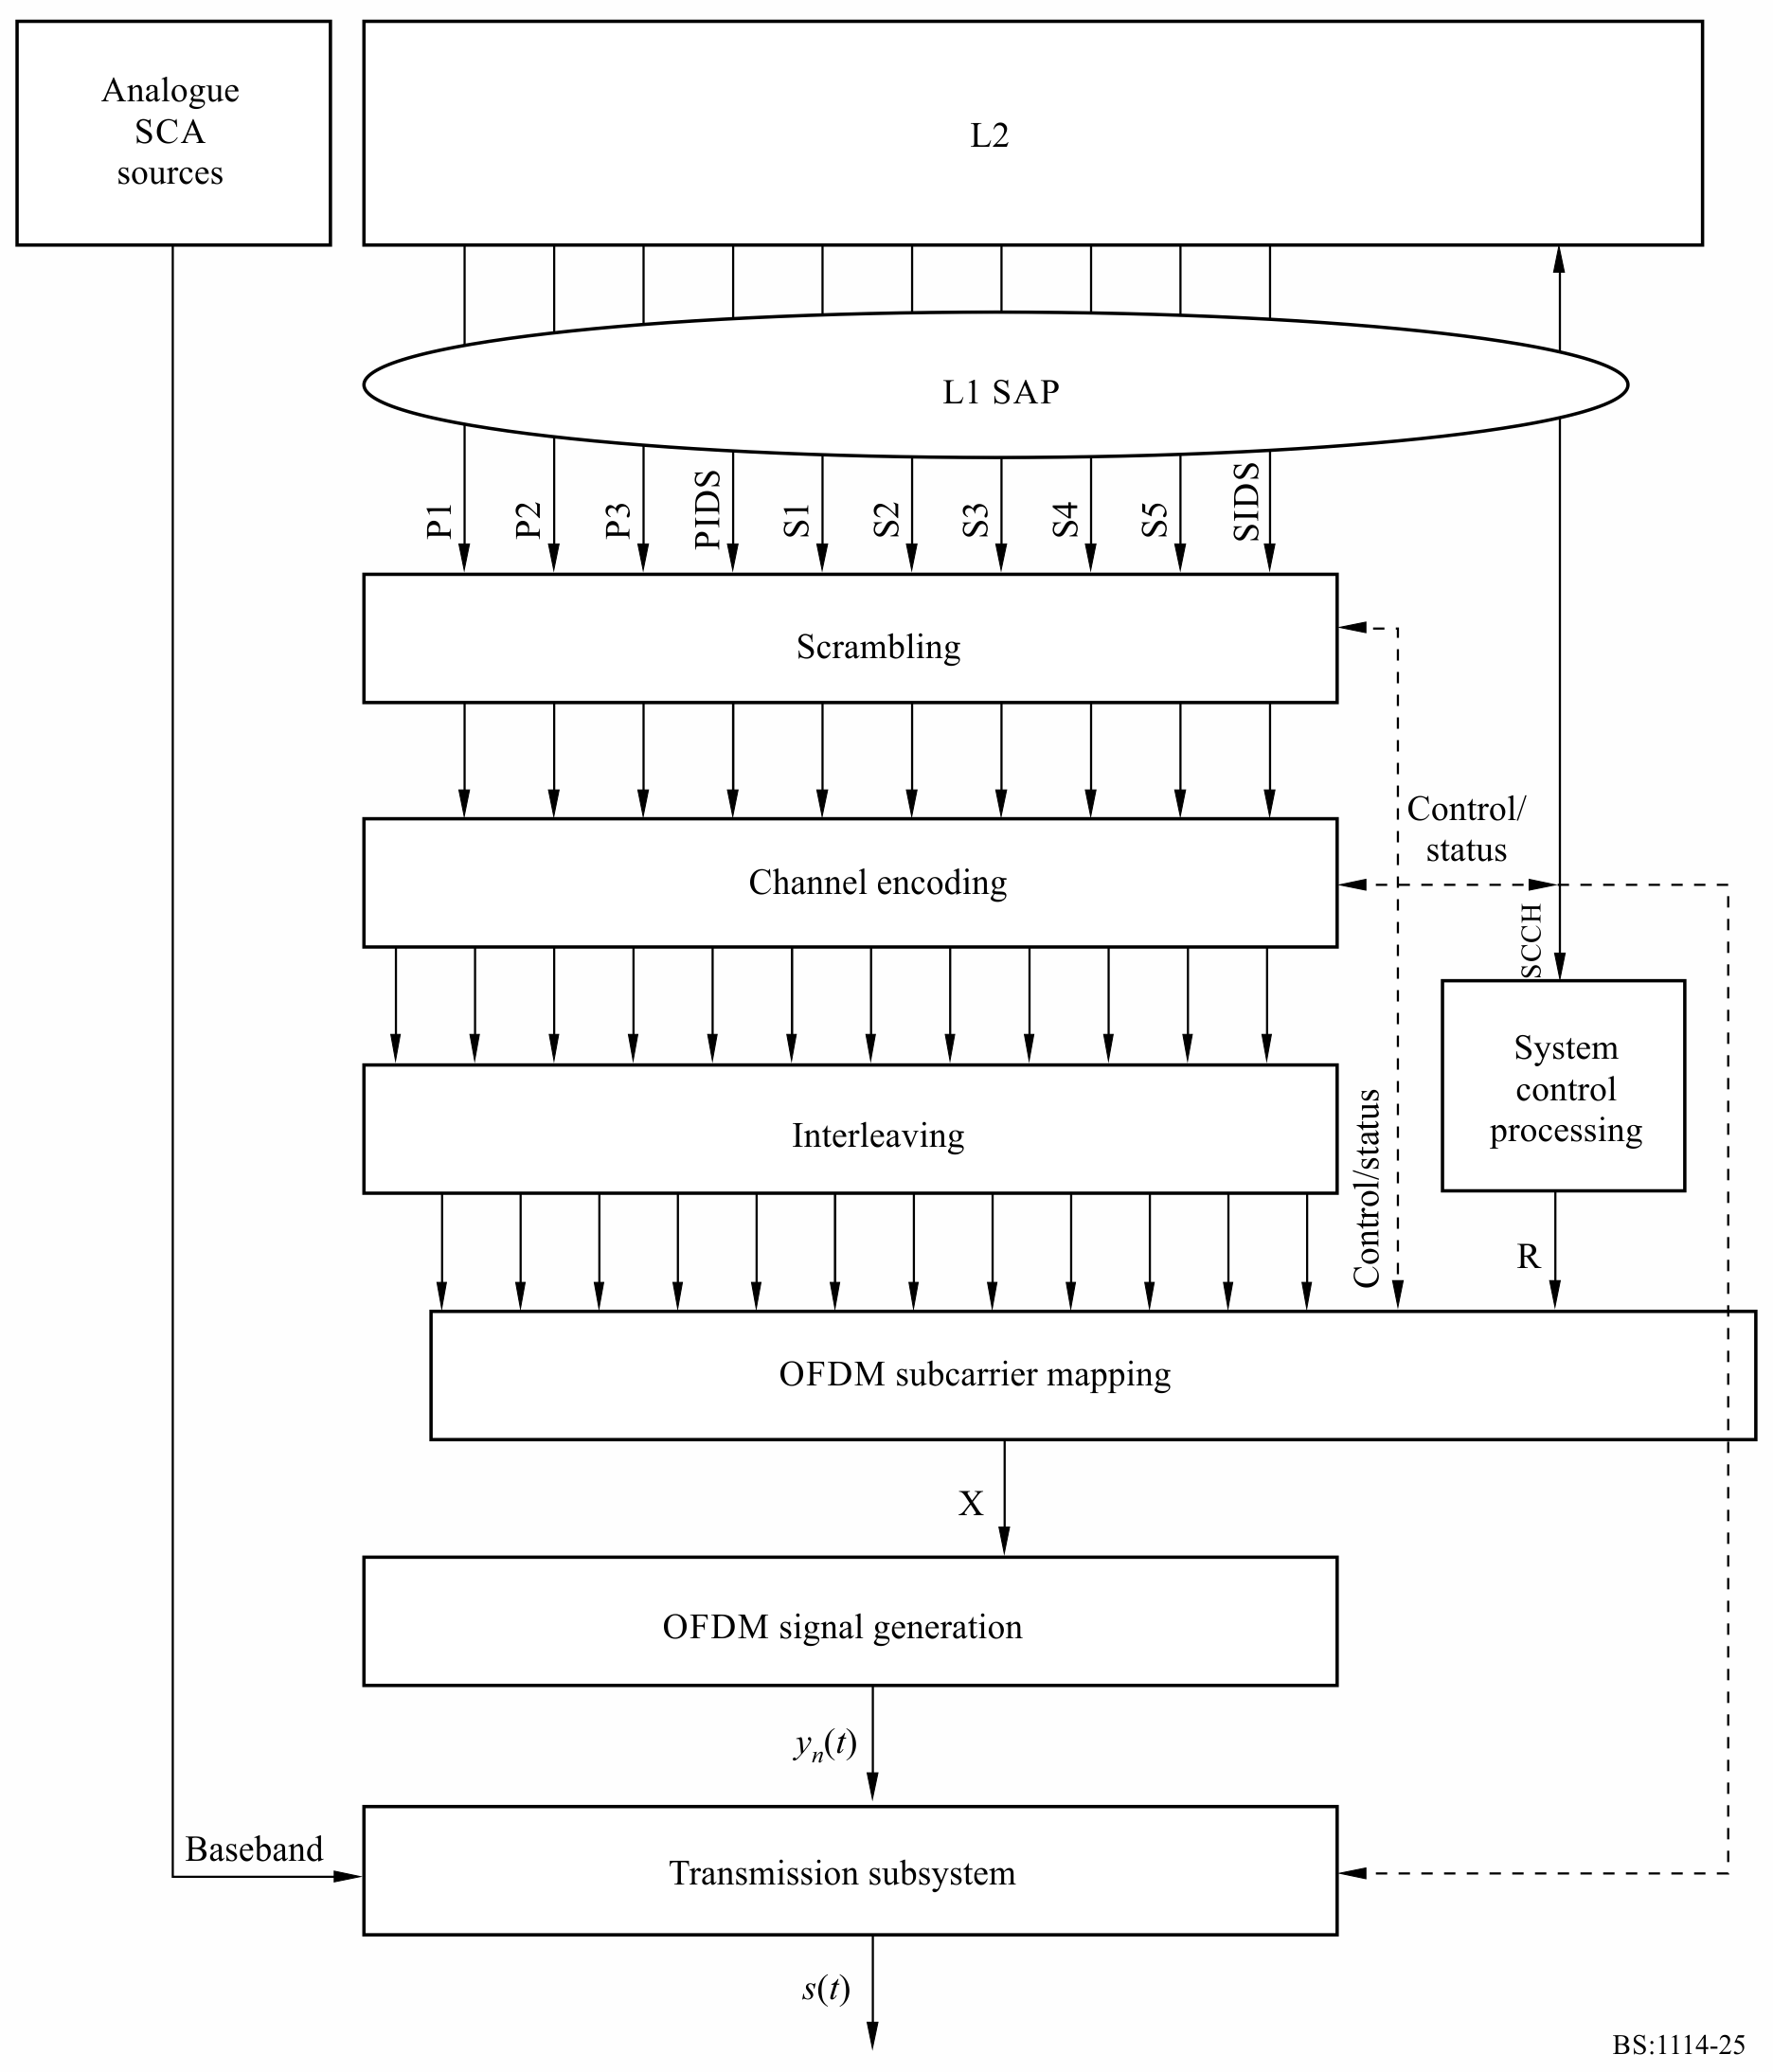 Analogue
SCA
sources
L2
L1 SAP
P1
P2
P3
PIDS
S1
S2
S3
S4
S5
SIDS
Scrambling
Control/
status
Channel encoding
SCCH
System
control
processing
Interleaving
Control/status
R
OFDM subcarrier mapping
X
OFDM signal generation
yn(t)
Baseband
Transmission subsystem
s(t)
BS:1114-25